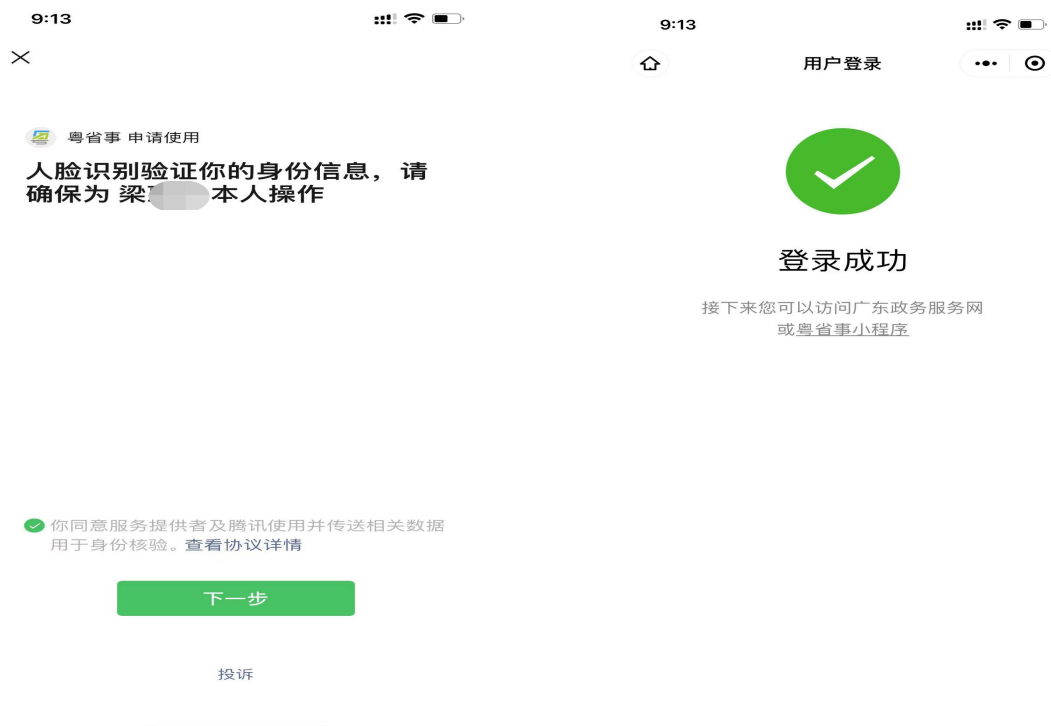 9:13
粤省事 申请使用
人脸识别验证你的身份信息，请
确保为 梁 本人操作
你同意服务提供者及腾讯使用并传送相关数据
用于身份核验。查看协议详情
下一步
投诉
9:13
用户登录
登录成功
接下来您可以访问广东政务服务网
或粤省事小程序